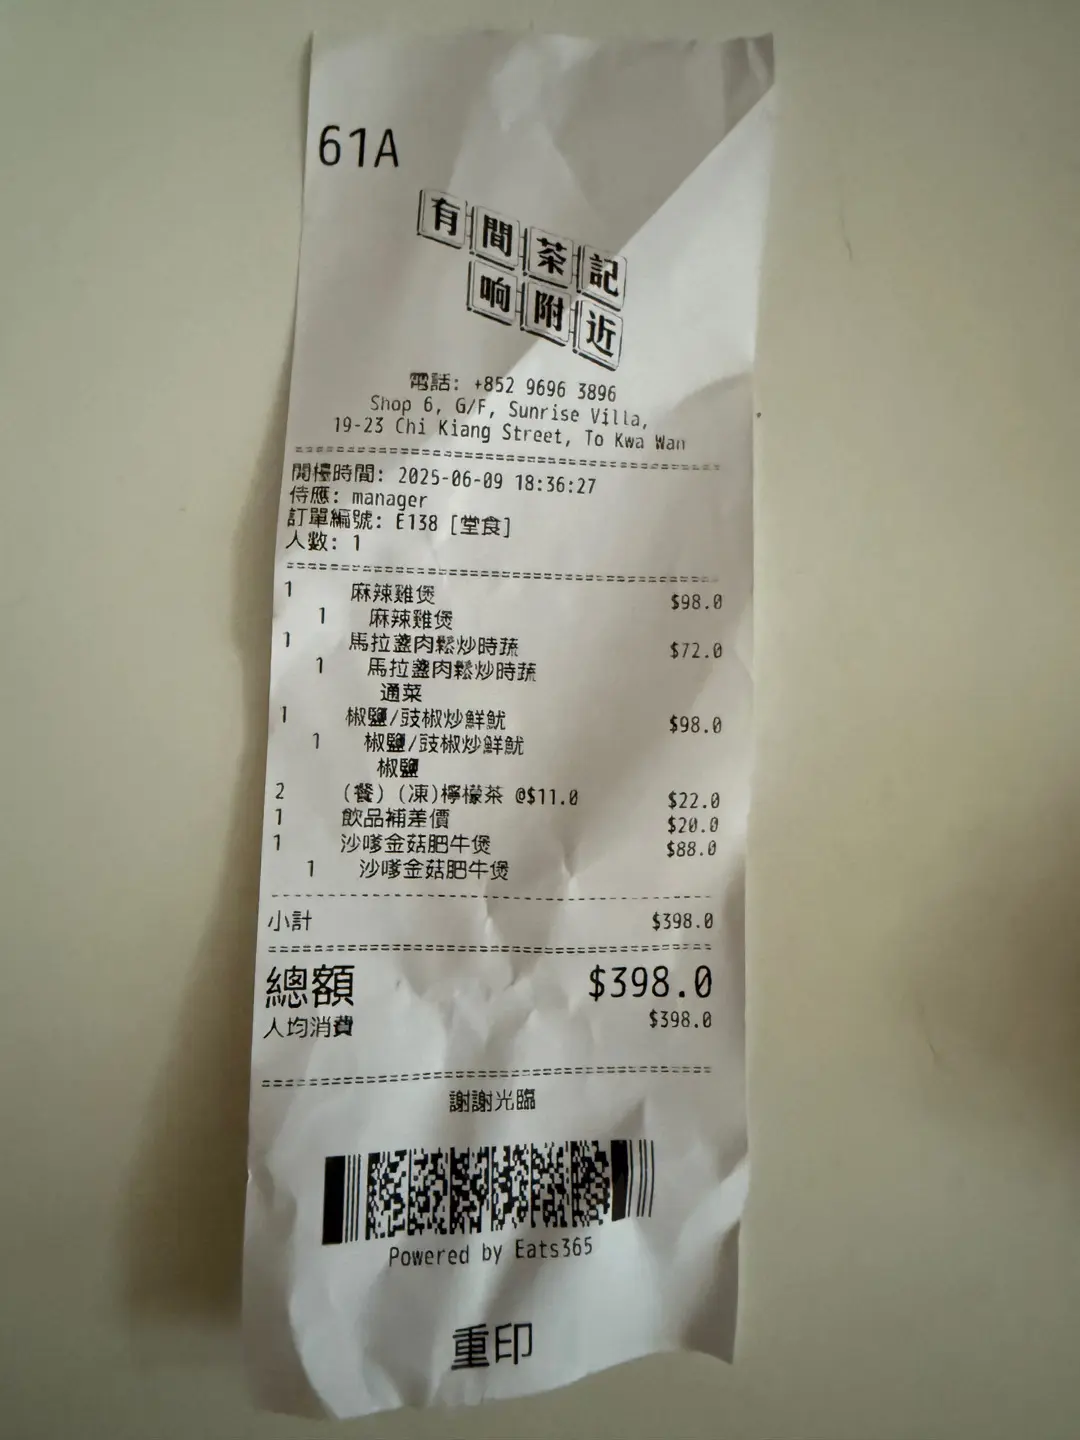 61A
有間茶記
响附近
電話: +852 9696 3896
Shop 6, G/F, Sunrise Villa,
19-23 Chi Kiang Street, To Kwa Wan
開檯時間: 2025-06-09 18:36:27
侍應: manager
訂單編號: E138 [堂食]
人數: 1
1 麻辣雞煲 $98.0
1 麻辣雞煲
1 馬拉盞肉鬆炒時蔬 $72.0
1 馬拉盞肉鬆炒時蔬
通菜
1 椒鹽/豉椒炒鮮魷 $98.0
1 椒鹽/豉椒炒鮮魷
椒鹽
2 (餐) (凍)檸檬茶 @$11.0 $22.0
1 飲品補差價 $20.0
1 沙嗲金菇肥牛煲 $88.0
1 沙嗲金菇肥牛煲
小計 $398.0
總額 $398.0
人均消費 $398.0
謝謝光臨
Powered by Eats365
重印